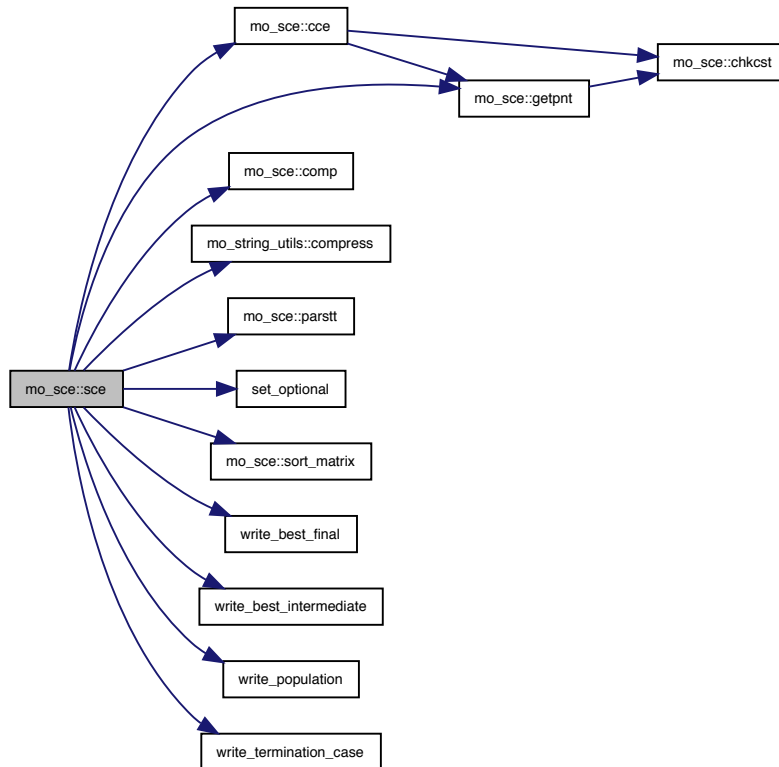 mo_sce::cce
mo_sce::chkcst
mo_sce::getpnt
mo_sce::comp
mo_string_utils::compress
mo_sce::parstt
mo_sce::sce
set_optional
mo_sce::sort_matrix
write_best_final
write_best_intermediate
write_population
write_termination_case